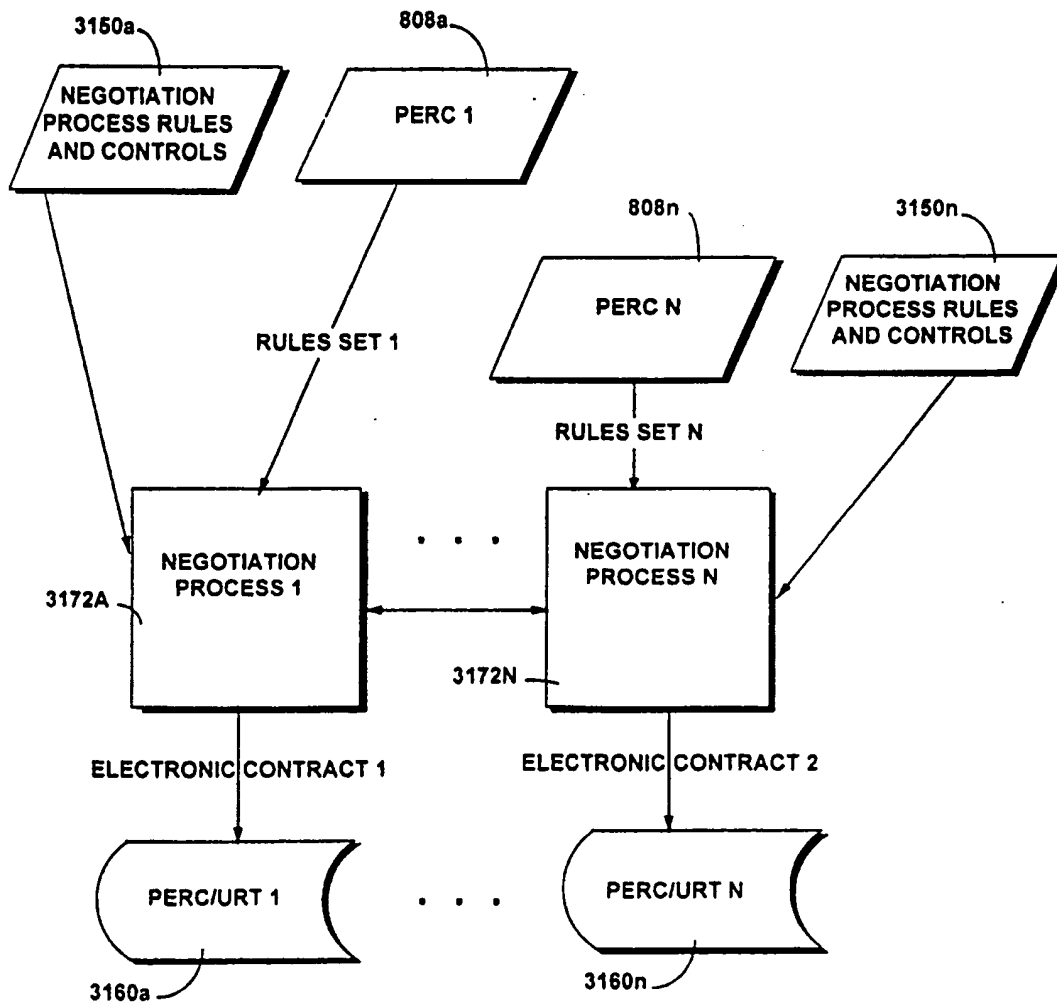 3150a
808a
NEGOTIATION
PROCESS RULES
AND CONTROLS
PERC 1
808n
3150n
PERC N
NEGOTIATION
PROCESS RULES
AND CONTROLS
RULES SET 1
RULES SET N
NEGOTIATION
PROCESS 1
. . .
NEGOTIATION
PROCESS N
3172A
3172N
ELECTRONIC CONTRACT 1
ELECTRONIC CONTRACT 2
PERC/URT 1
. . .
PERC/URT N
3160a
3160n